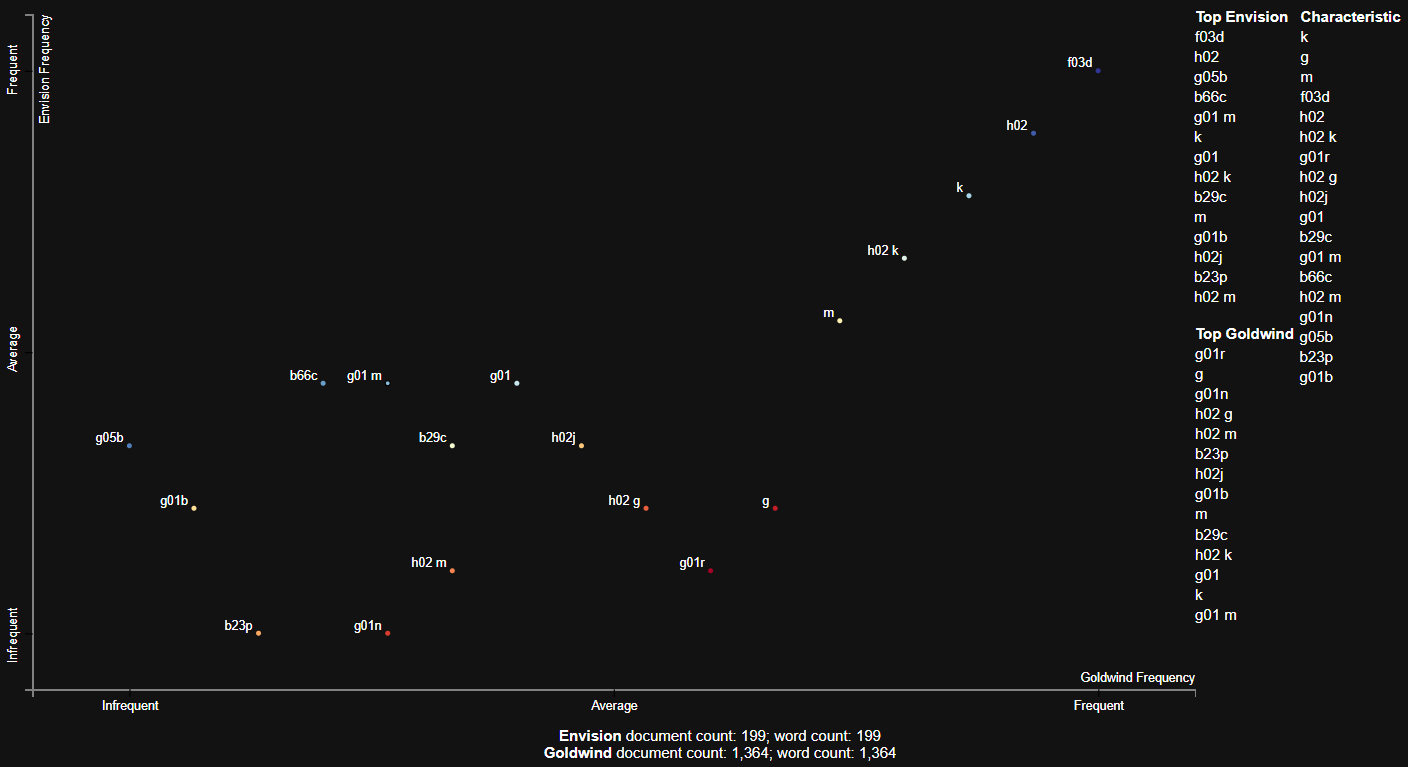 Frequent
Average
Infrequent
Envision Frequency
f03d
h02
k
h02 k
m
b66c
g01 m
g01
g05b
b29c
h02j
g01b
h02 g
g
h02 m
g01r
b23p
g01n
Goldwind Frequency
Infrequent
Average
Frequent
Envision document count: 199; word count: 199
Goldwind document count: 1,364; word count: 1,364
Top Envision
f03d
h02
g05b
b66c
g01 m
k
g01
h02 k
b29c
m
g01b
h02j
b23p
h02 m
Top Goldwind
g01r
g
g01n
h02 g
h02 m
b23p
h02j
g01b
m
b29c
h02 k
g01
k
g01 m
Characteristic
k
g
m
f03d
h02
h02 k
g01r
h02 g
h02j
g01
b29c
g01 m
b66c
h02 m
g01n
g05b
b23p
g01b